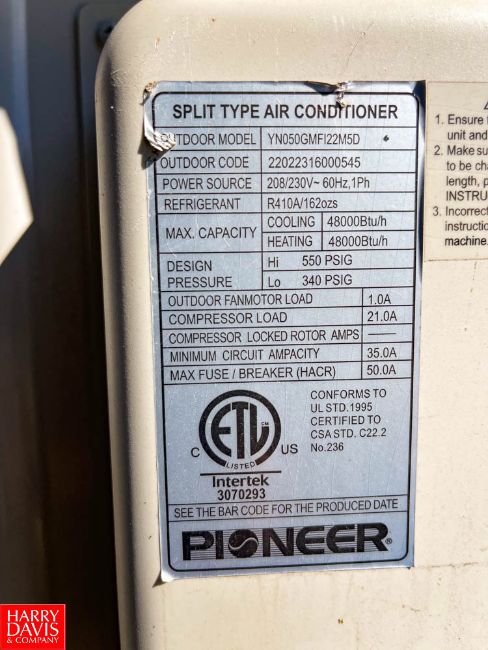 SPLIT TYPE AIR CONDITIONER
OUTDOOR MODEL YN050GMFI22M5D
OUTDOOR CODE 22022316000545
POWER SOURCE 208/230V~ 60Hz,1Ph
REFRIGERANT R410A/162ozs
MAX. CAPACITY COOLING 48000Btu/h
HEATING 48000Btu/h
DESIGN PRESSURE Hi 550 PSIG
Lo 340 PSIG
OUTDOOR FANMOTOR LOAD 1.0A
COMPRESSOR LOAD 21.0A
COMPRESSOR LOCKED ROTOR AMPS —
MINIMUM CIRCUIT AMPACITY 35.0A
MAX FUSE / BREAKER (HACR) 50.0A
ETL CM
LISTED
C US
Intertek
3070293
CONFORMS TO
UL STD.1995
CERTIFIED TO
CSA STD. C22.2
No.236
SEE THE BAR CODE FOR THE PRODUCED DATE
PIONEER®
1. Ensure
unit and
2. Make su
to be cha
length, p
INSTRU
3. Incorrect
instructio
machine.
HARRY
DAVIS
& COMPANY